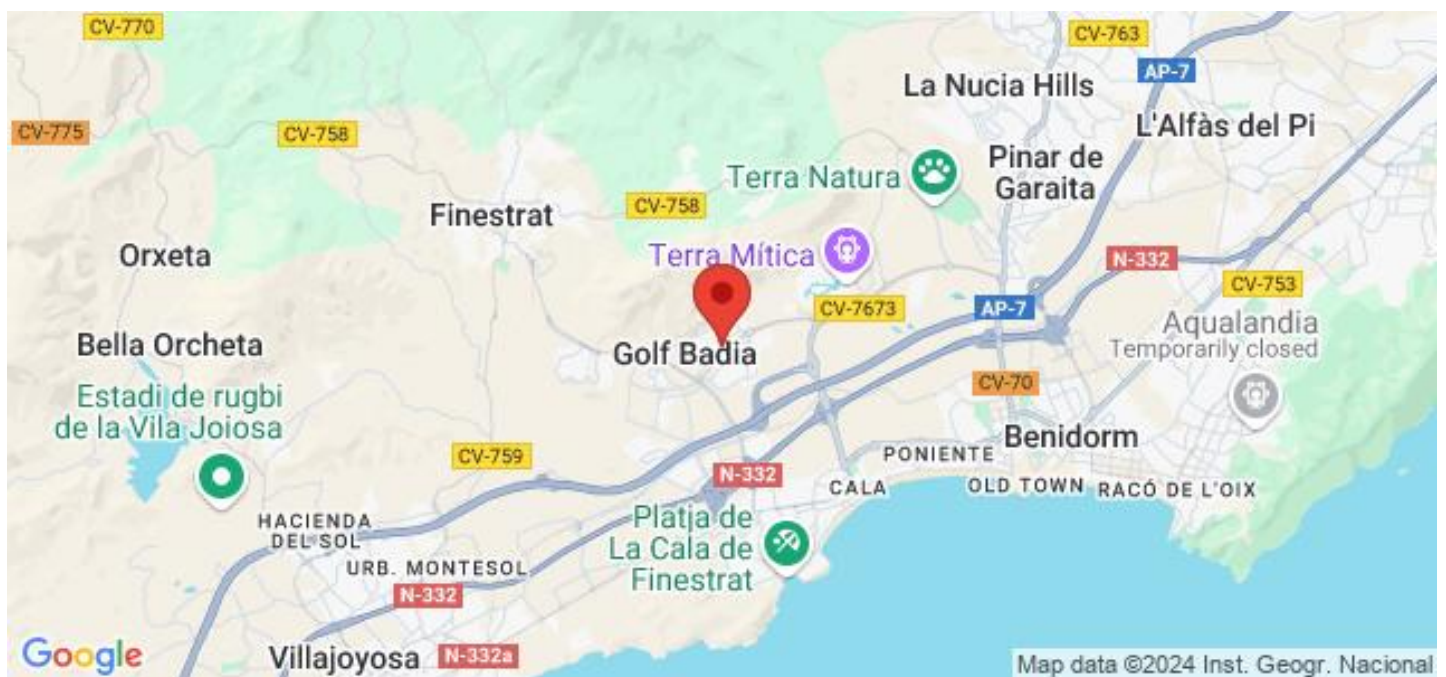 CV-770
CV-763
AP-7
La Nucia Hills
L'Alfàs del Pi
CV-775
CV-758
Pinar de
Garaita
Terra Natura
Finestrat
CV-758
Orxeta
Terra Mítica
N-332
CV-753
CV-7673
AP-7
Bella Orcheta
Golf Badia
Aqualandia
Temporarily closed
CV-70
Estadi de rugbi
de la Vila Joiosa
Benidorm
CV-759
PONIENTE
N-332
CALA
OLD TOWN
RACÓ DE L'OIX
HACIENDA
DEL SOL
Platja de
La Cala de
Finestrat
URB. MONTESOL
N-332
Villajoyosa
N-332a
Google
Map data ©2024 Inst. Geogr. Nacional